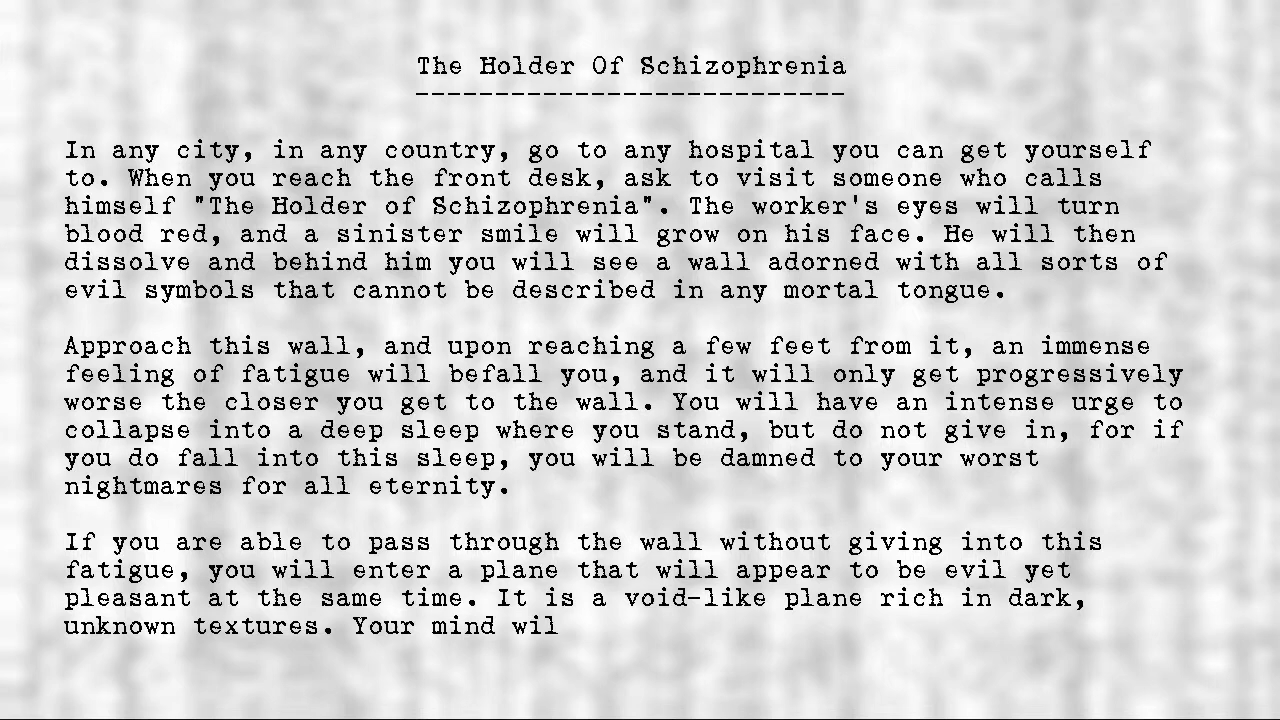 The Holder Of Schizophrenia
---------------------------
In any city, in any country, go to any hospital you can get yourself
to. When you reach the front desk, ask to visit someone who calls
himself "The Holder of Schizophrenia". The worker's eyes will turn
blood red, and a sinister smile will grow on his face. He will then
dissolve and behind him you will see a wall adorned with all sorts of
evil symbols that cannot be described in any mortal tongue.
Approach this wall, and upon reaching a few feet from it, an immense
feeling of fatigue will befall you, and it will only get progressively
worse the closer you get to the wall. You will have an intense urge to
collapse into a deep sleep where you stand, but do not give in, for if
you do fall into this sleep, you will be damned to your worst
nightmares for all eternity.
If you are able to pass through the wall without giving into this
fatigue, you will enter a plane that will appear to be evil yet
pleasant at the same time. It is a void-like plane rich in dark,
unknown textures. Your mind wil